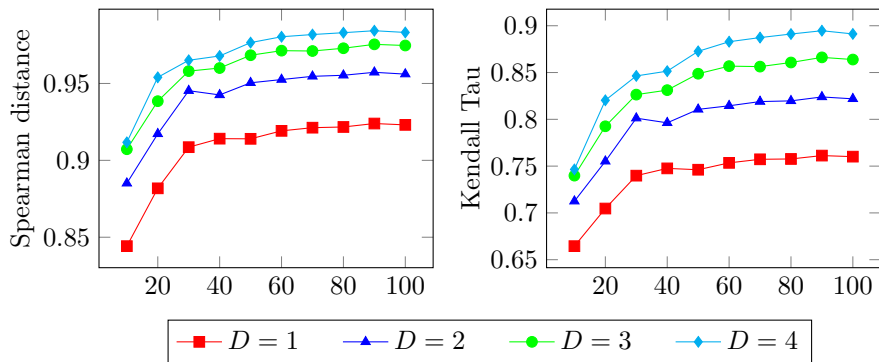 Spearman distance
0.95
0.9
0.85
20 40 60 80 100
Kendall Tau
0.9
0.85
0.8
0.75
0.7
0.65
20 40 60 80 100
D = 1 D = 2 D = 3 D = 4